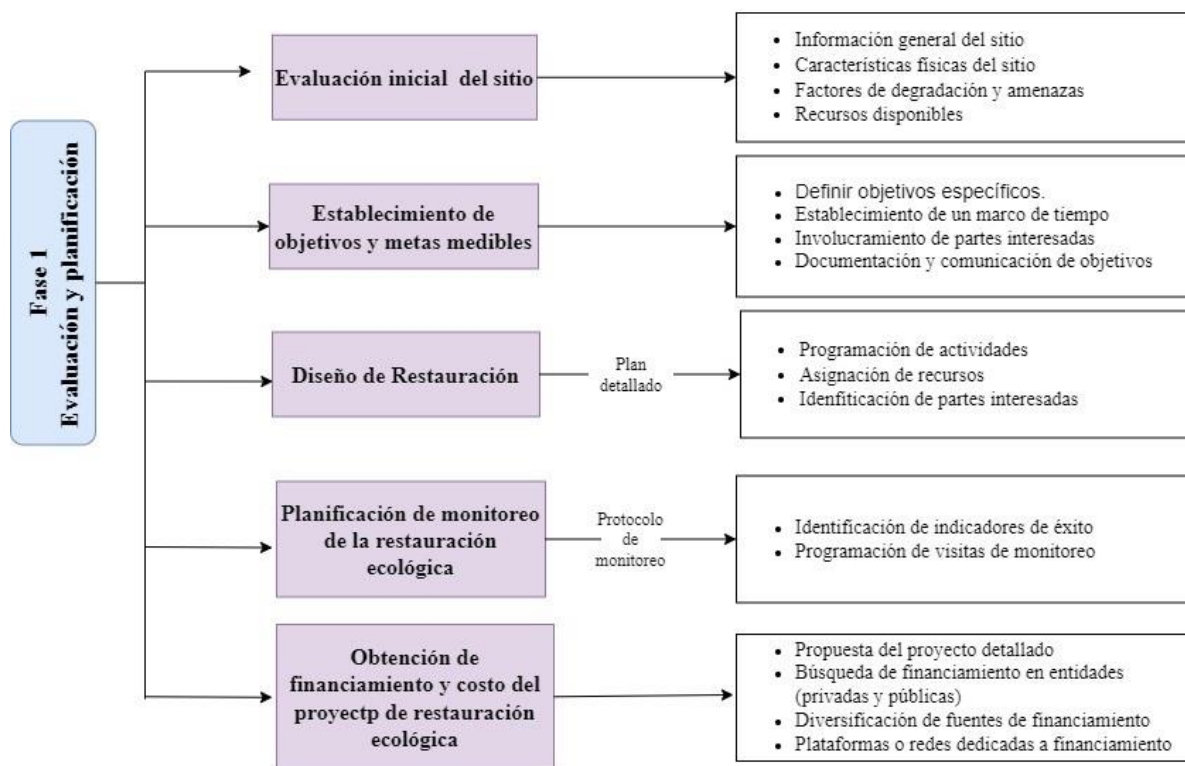 Fase 1
Evaluación y planificación
Evaluación inicial del sitio
• Información general del sitio
• Características físicas del sitio
• Factores de degradación y amenazas
• Recursos disponibles
Establecimiento de
objetivos y metas medibles
• Definir objetivos específicos.
• Establecimiento de un marco de tiempo
• Involucramiento de partes interesadas
• Documentación y comunicación de objetivos
Diseño de Restauración
Plan
detallado
• Programación de actividades
• Asignación de recursos
• Idenfiticación de partes interesadas
Planificación de monitoreo
de la restauración
ecológica
Protocolo
de
monitoreo
• Identificación de indicadores de éxito
• Programación de visitas de monitoreo
Obtención de
financiamiento y costo del
proyectp de restauración
ecológica
• Propuesta del proyecto detallado
• Búsqueda de financiamiento en entidades
(privadas y públicas)
• Diversificación de fuentes de financiamiento
• Plataformas o redes dedicadas a financiamiento